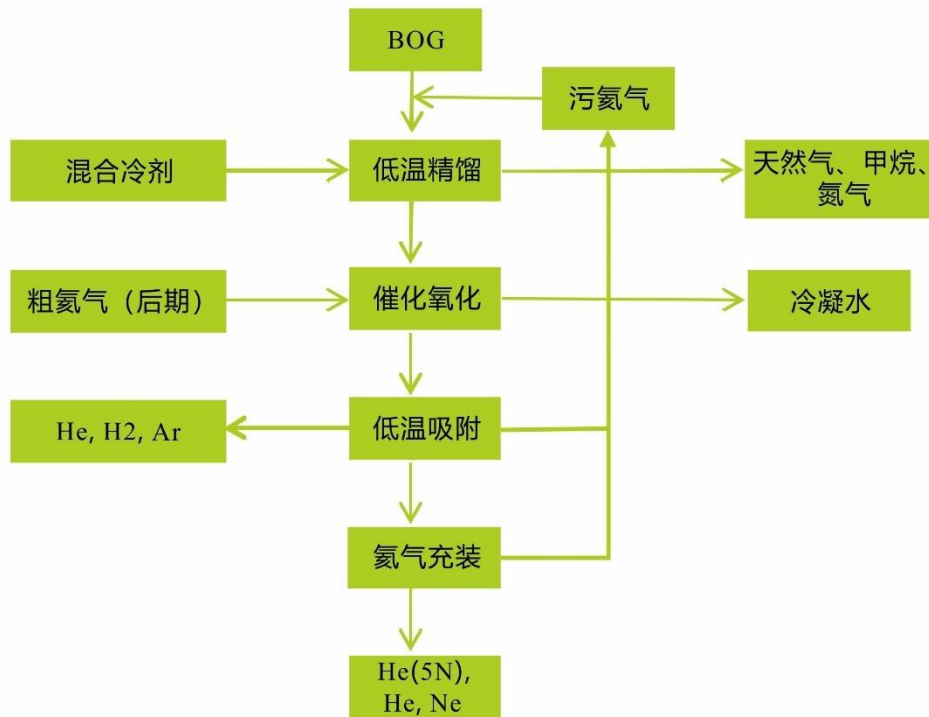 BOG
污氦气
混合冷剂
低温精馏
天然气、甲烷、
氮气
粗氦气（后期）
催化氧化
冷凝水
He, H2, Ar
低温吸附
氦气充装
He(5N),
He, Ne